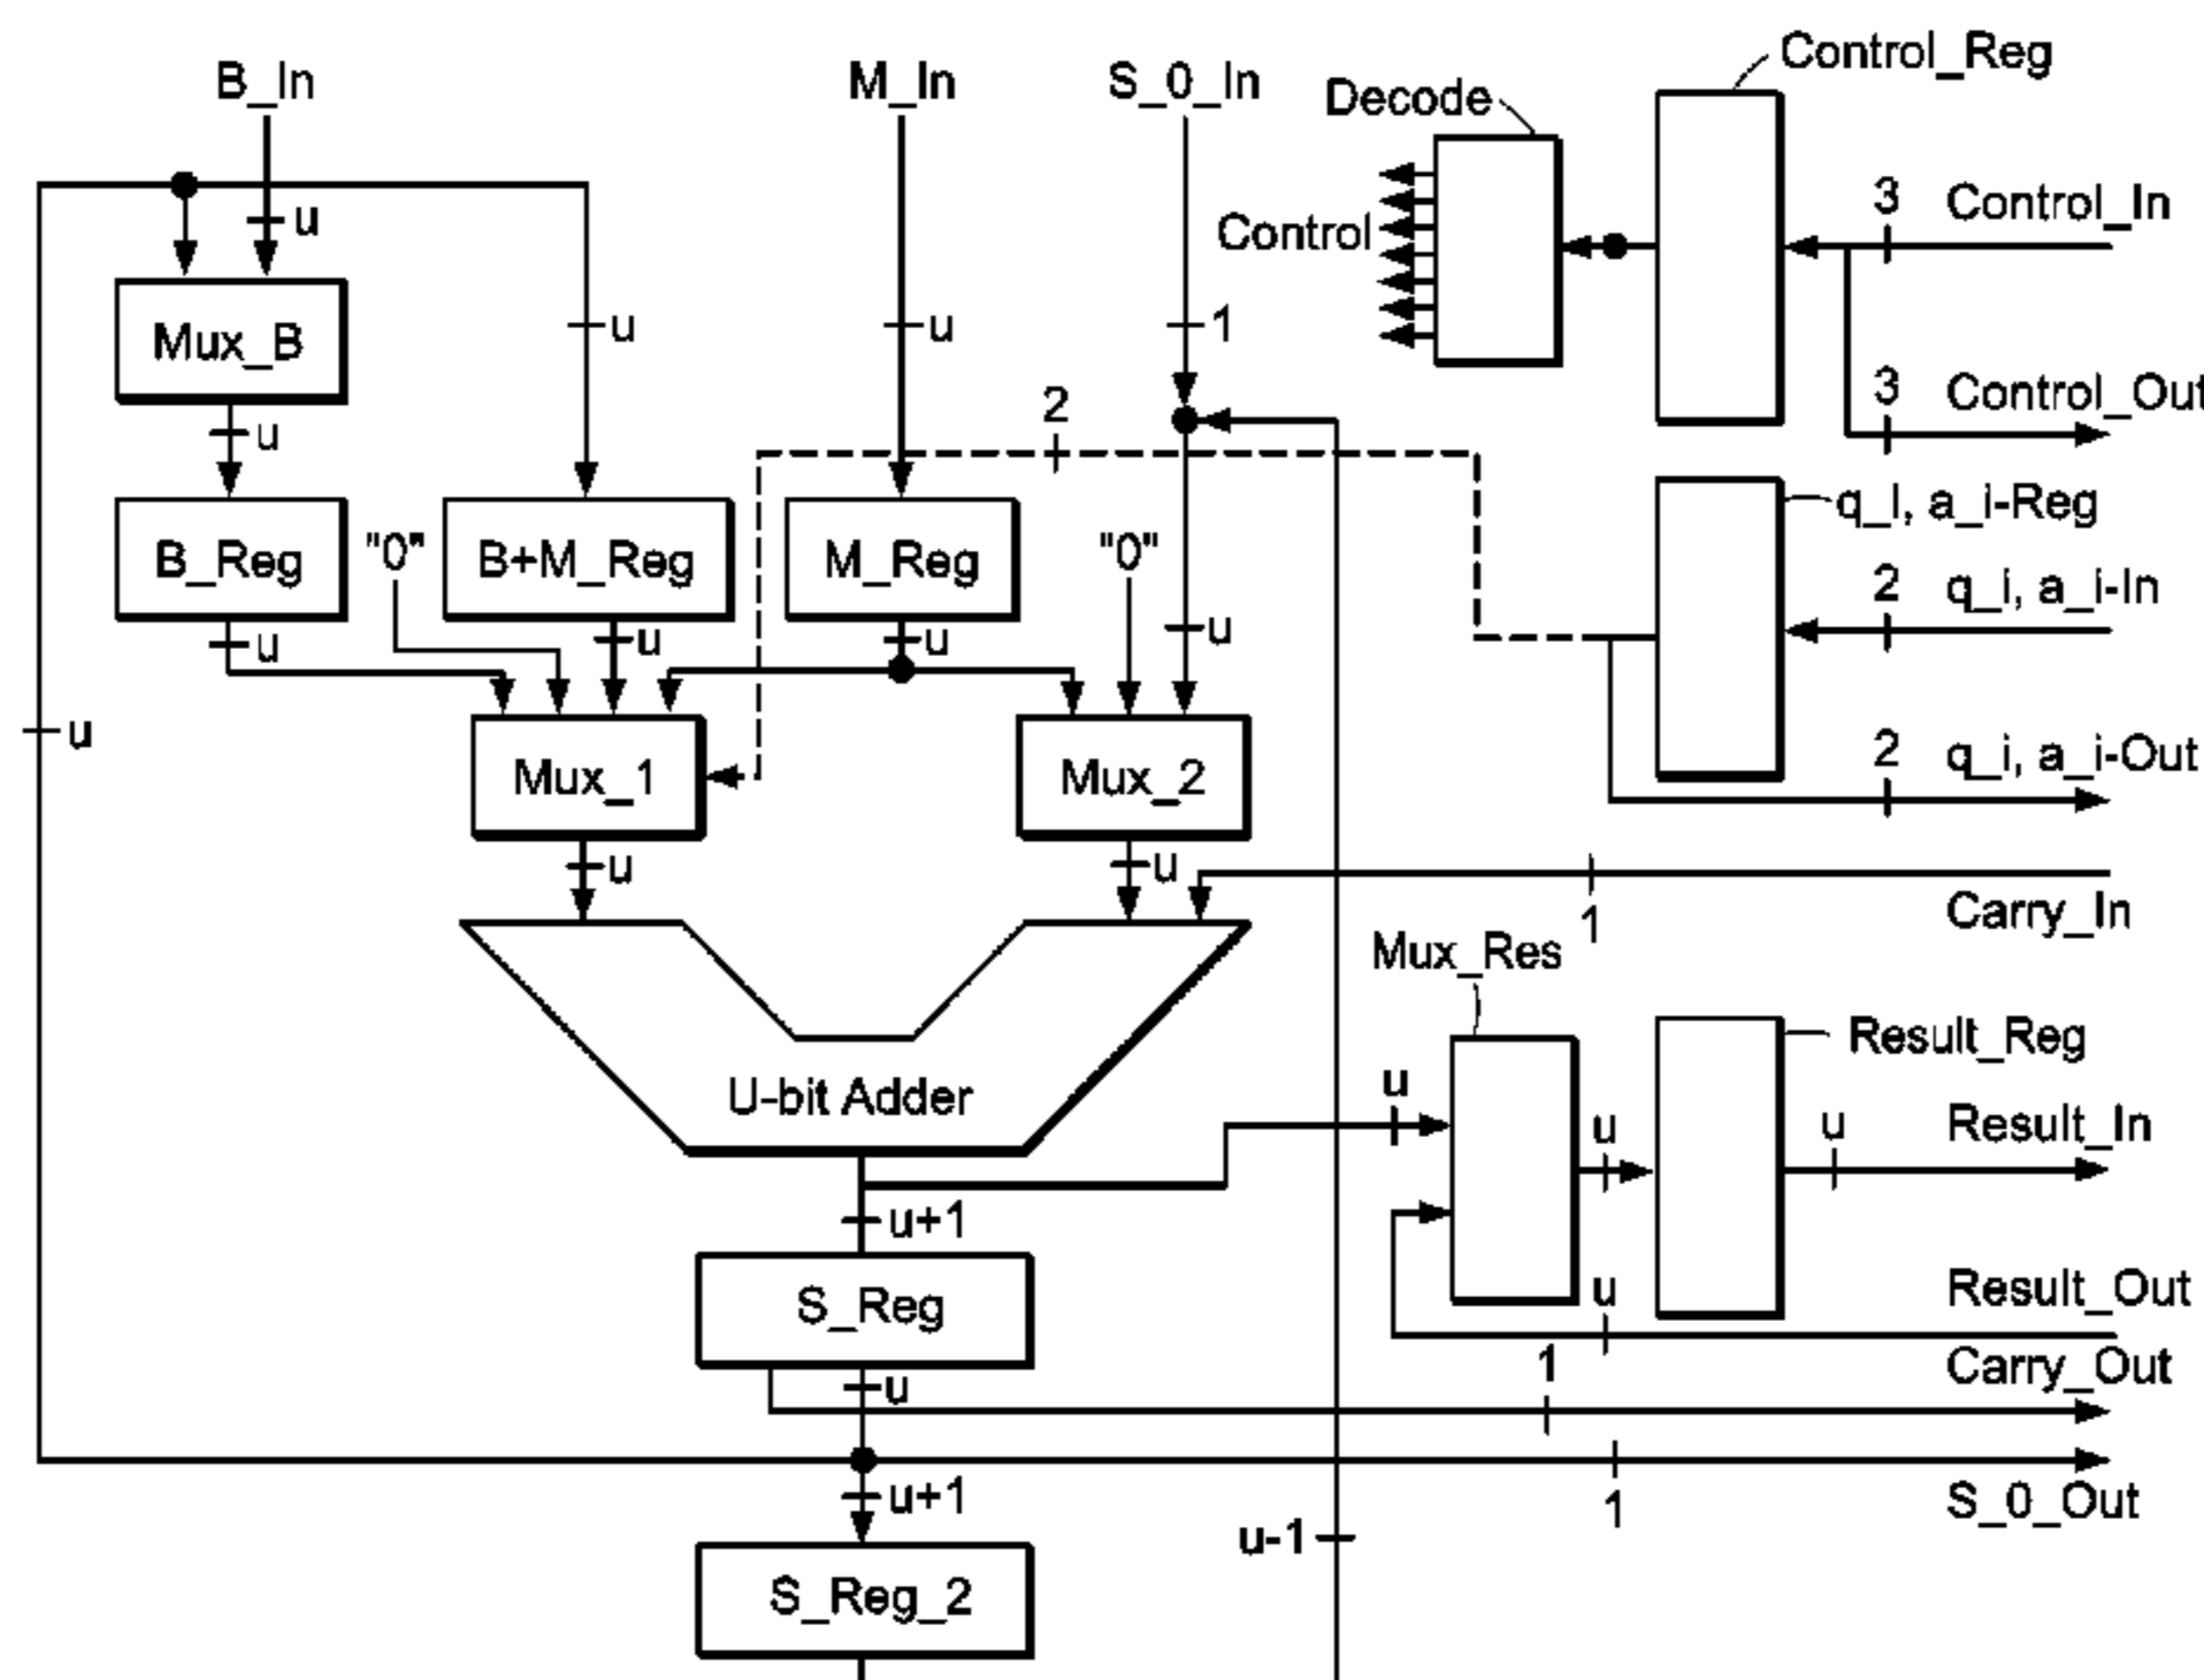 Control_Reg
B_In
M_In
S_0_In
Decode
3
Control_In
u
Control
u
u
1
Mux_B
2
3
Control_Out
u
q_i, a_i-Reg
B_Reg
"0"
B+M_Reg
M_Reg
"0"
2
q_i, a_i-In
u
u
u
u
u
2
q_i, a_i-Out
Mux_1
Mux_2
u
u
1
Carry_In
Mux_Res
Result_Reg
U-bit Adder
u
u
u
Result_In
u+1
S_Reg
u
Result_Out
1
Carry_Out
u
u+1
1
S_0_Out
u-1
S_Reg_2